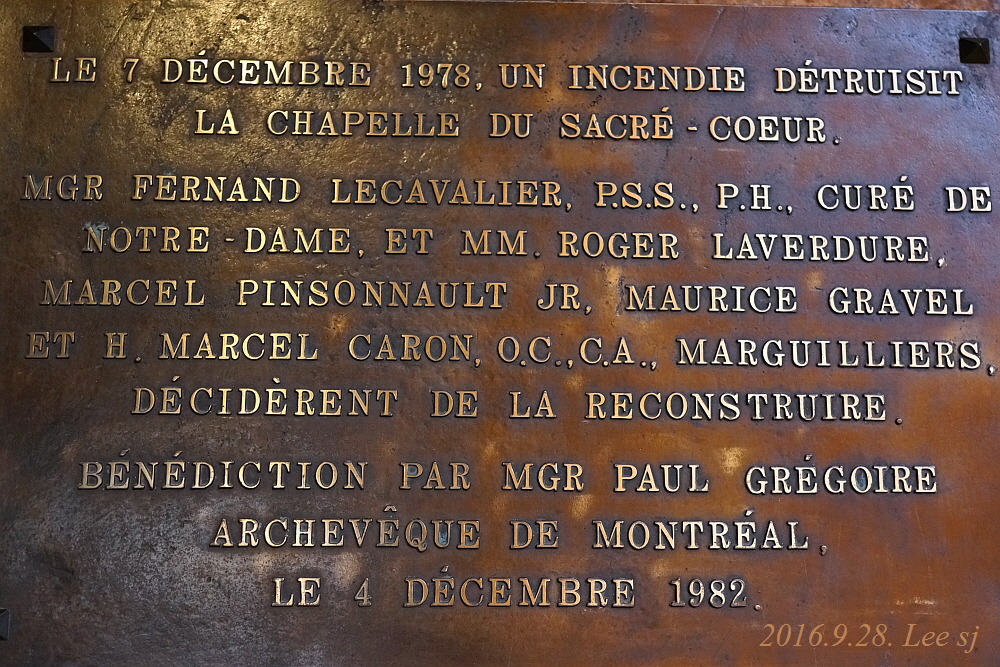 LE 7 DÉCEMBRE 1978, UN INCENDIE DÉTRUISIT
LA CHAPELLE DU SACRÉ-COEUR.
MGR FERNAND LECAVALIER, P.S.S., P.H., CURÉ DE
NOTRE-DAME, ET MM. ROGER LAVERDURE,
MARCEL PINSONNAULT JR, MAURICE GRAVEL
ET H. MARCEL CARON, O.C., C.A., MARGUILLIERS,
DÉCIDÈRENT DE LA RECONSTRUIRE.
BÉNÉDICTION PAR MGR PAUL GRÉGOIRE
ARCHEVÊQUE DE MONTRÉAL,
LE 4 DÉCEMBRE 1982.
2016.9.28. Lee sj